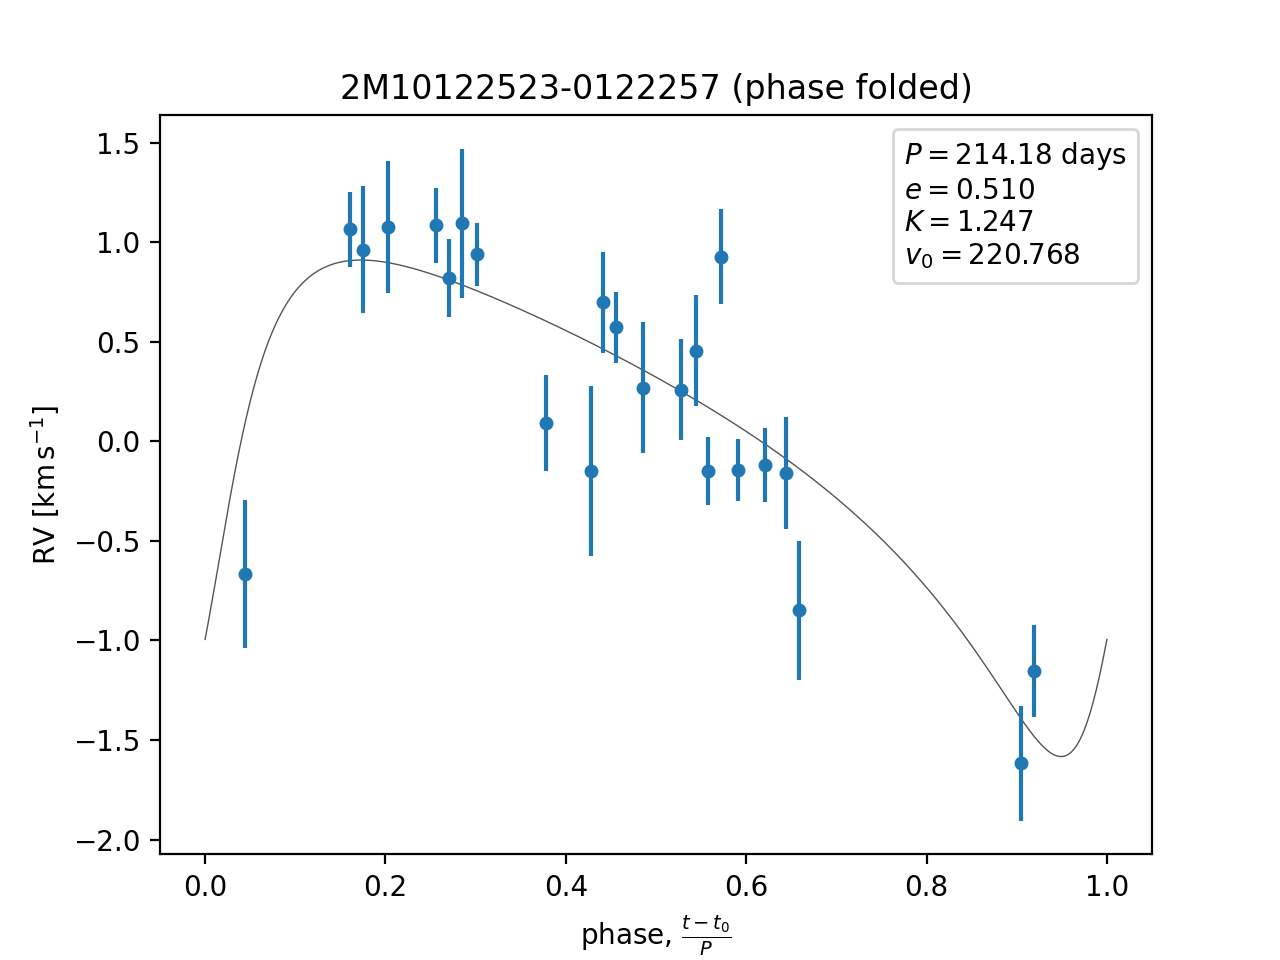 2M10122523-0122257 (phase folded)
P = 214.18 days
e = 0.510
K = 1.247
v₀ = 220.768
RV [km s⁻¹]
1.5
1.0
0.5
0.0
−0.5
−1.0
−1.5
−2.0
0.0 0.2 0.4 0.6 0.8 1.0
phase, (t − t₀)/P